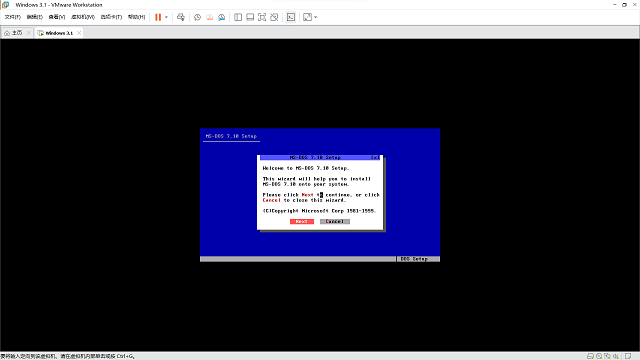 Windows 3.1 - VMware Workstation
文件(F) 编辑(E) 查看(V) 虚拟机(M) 选项卡(T) 帮助(H)
主页 Windows 3.1
MS-DOS 7.10 Setup
MS-DOS 7.10 Setup
Welcome to MS-DOS 7.10 Setup.
This wizard will help you to install
MS-DOS 7.10 onto your system.
Please click Next to continue, or click
Cancel to close this wizard.
(C)Copyright Microsoft Corp 1981-1999.
Next Cancel
DOS Setup
要将输入定向到该虚拟机，请在虚拟机内部单击或按 Ctrl+G。